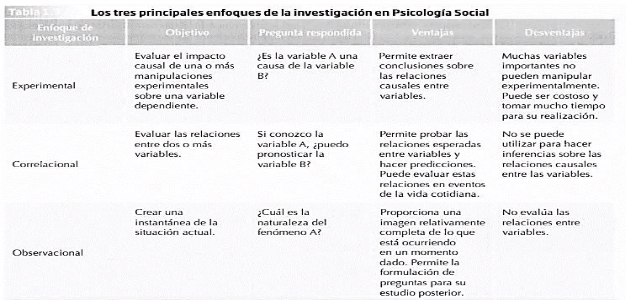 Tabla 1.
Los tres principales enfoques de la investigación en Psicología Social
Enfoque de investigación
Objetivo
Pregunta respondida
Ventajas
Desventajas
Experimental
Evaluar el impacto
causal de una o más
manipulaciones
experimentales
sobre una variable
dependiente.
¿Es la variable A una
causa de la variable
B?
Permite extraer
conclusiones sobre
las relaciones
causales entre
variables.
Muchas variables
importantes no
pueden manipular
experimentalmente.
Puede ser costoso y
tomar mucho tiempo
para su realización.
Correlacional
Evaluar las relaciones
entre dos o más
variables.
Si conozco la
variable A, ¿puedo
pronosticar la
variable B?
Permite probar las
relaciones esperadas
entre variables y
hacer predicciones.
Puede evaluar estas
relaciones en eventos
de la vida cotidiana.
No se puede
utilizar para hacer
inferencias sobre las
relaciones causales
entre las variables.
Observacional
Crear una
instantánea de la
situación actual.
¿Cuál es la
naturaleza del
fenómeno A?
Proporciona una
imagen relativamente
completa de lo que
está ocurriendo
en un momento
dado. Permite la
formulación de
preguntas para su
estudio posterior.
No evalúa las
relaciones entre
variables.